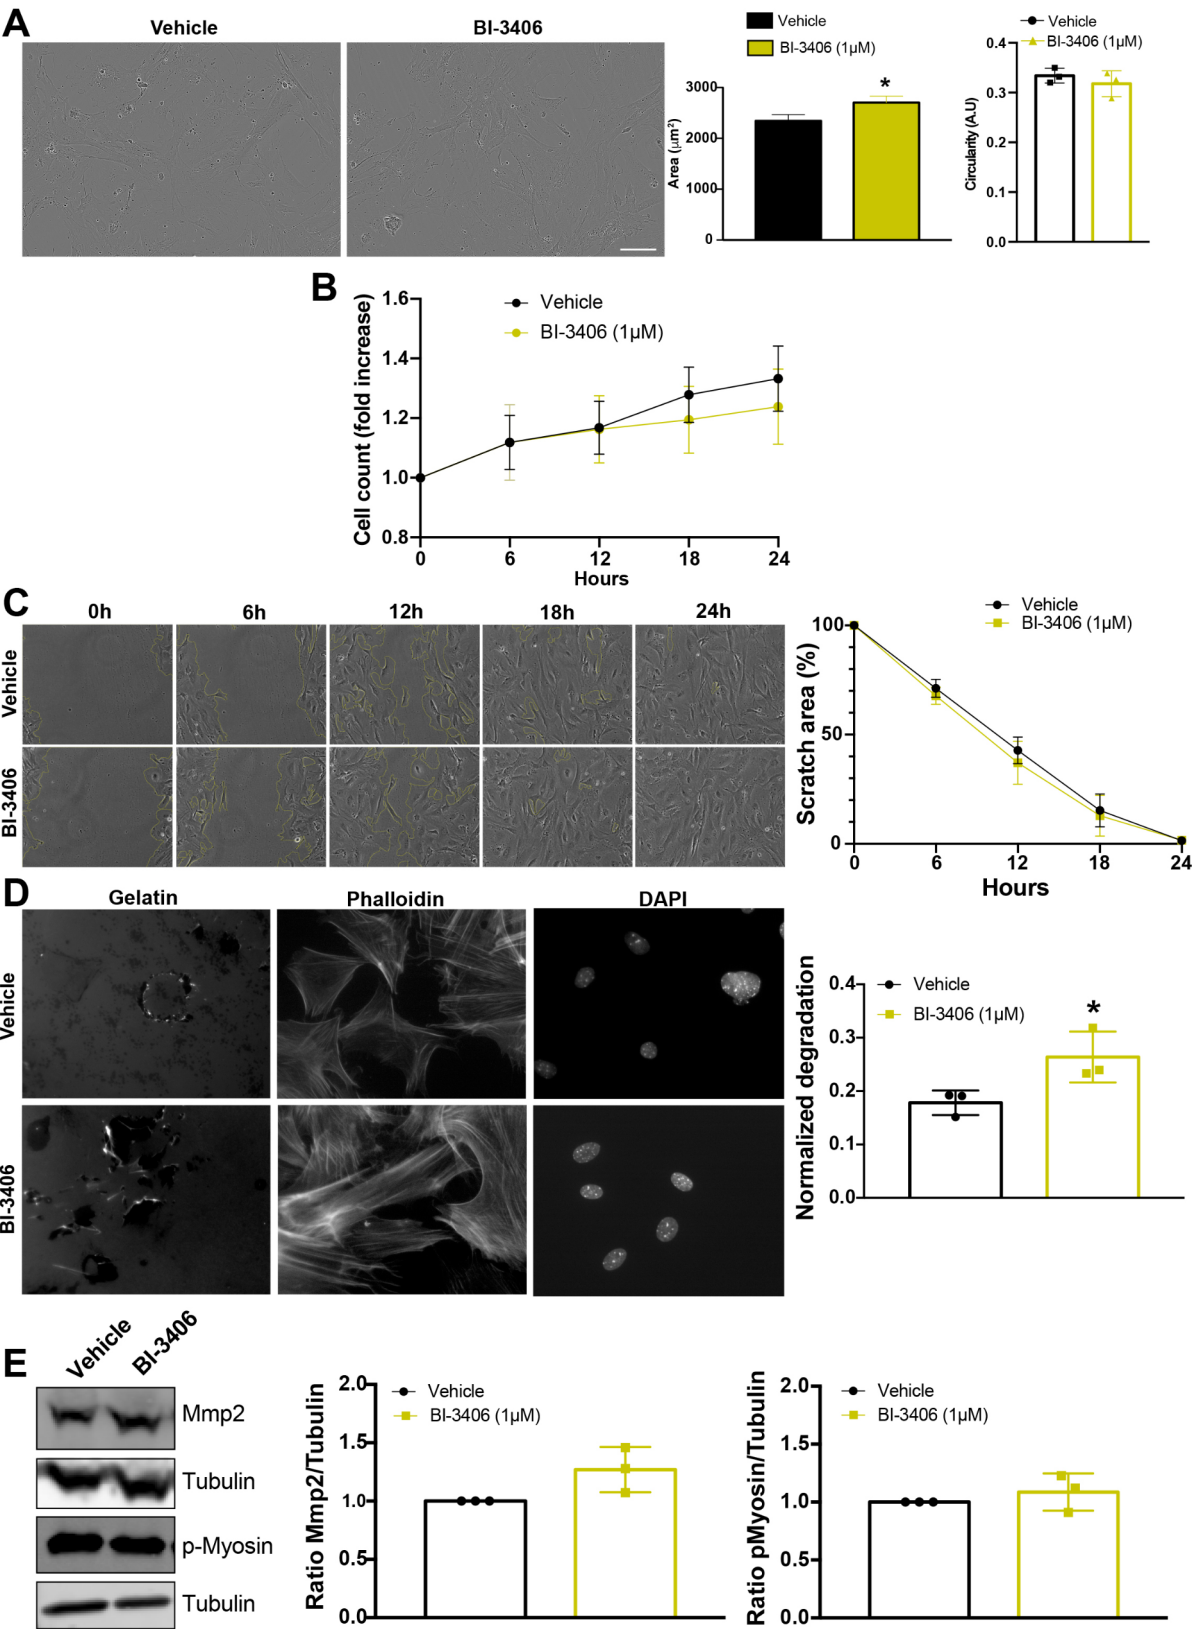 A
Vehicle
BI-3406
Vehicle
BI-3406 (1µM)
*
3000
2000
1000
0
Area (µm²)
Vehicle
BI-3406 (1µM)
0.4
0.3
0.2
0.1
0.0
Circularity (A.U)
B
Vehicle
BI-3406 (1µM)
1.6
1.4
1.2
1.0
0.8
Cell count (fold increase)
0 6 12 18 24
Hours
C
0h 6h 12h 18h 24h
Vehicle
BI-3406
Vehicle
BI-3406 (1µM)
100
50
0
Scratch area (%)
0 6 12 18 24
Hours
D
Gelatin Phalloidin DAPI
Vehicle
BI-3406
Vehicle
BI-3406 (1µM)
*
0.4
0.3
0.2
0.1
0.0
Normalized degradation
E
Vehicle
BI-3406
Mmp2
Tubulin
p-Myosin
Tubulin
Vehicle
BI-3406 (1µM)
2.0
1.5
1.0
0.5
0.0
Ratio Mmp2/Tubulin
Vehicle
BI-3406 (1µM)
2.0
1.5
1.0
0.5
0.0
Ratio pMyosin/Tubulin